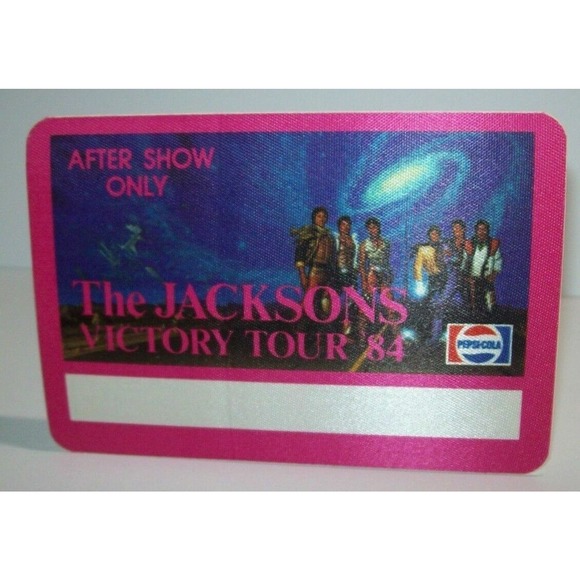 AFTER SHOW
ONLY
The JACKSONS
VICTORY TOUR '84
PEPSI-COLA